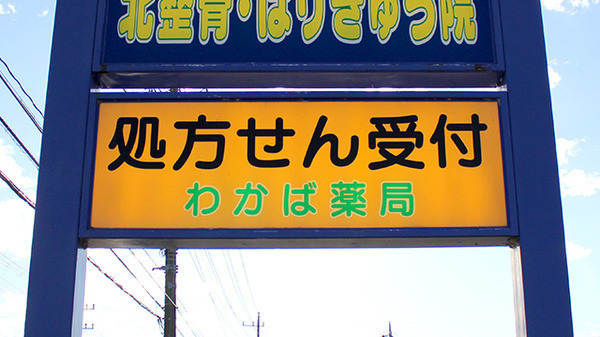 北整骨・はりきゅう院
処方せん受付
わかば薬局